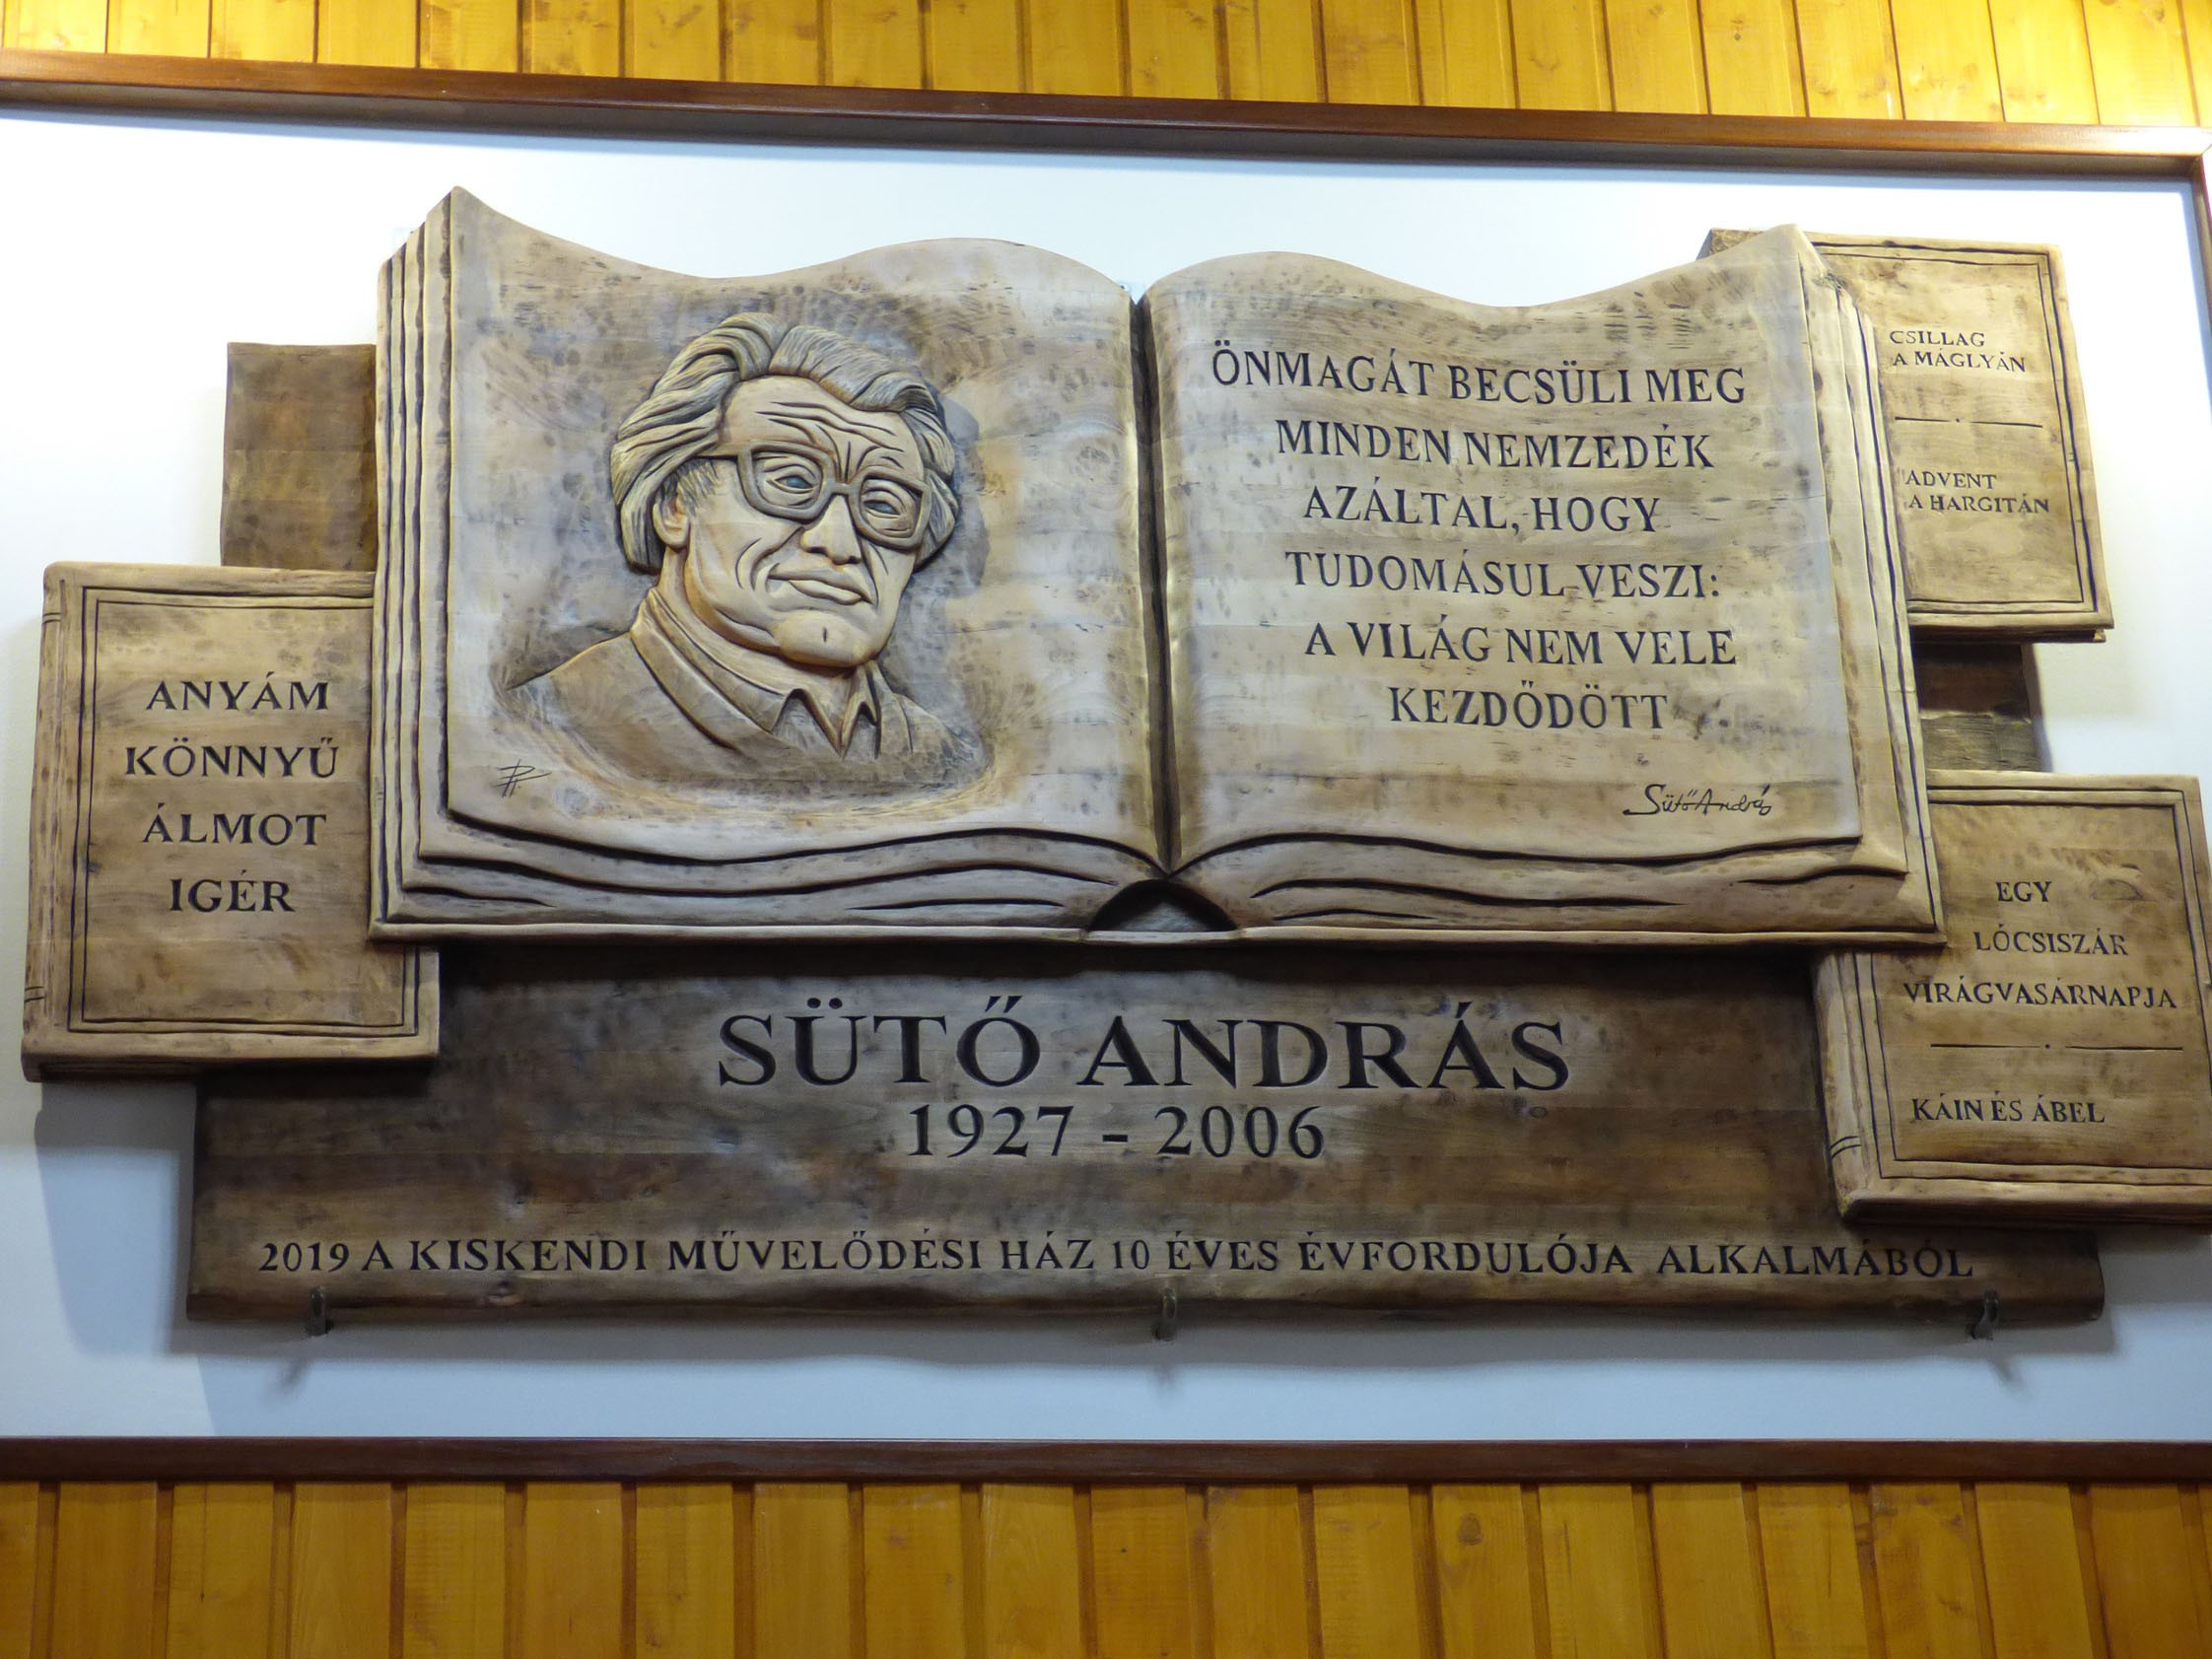 ÖNMAGÁT BECSÜLI MEG
MINDEN NEMZEDÉK
AZÁLTAL, HOGY
TUDOMÁSUL VESZI:
A VILÁG NEM VELE
KEZDŐDÖTT
Sütő András
ANYÁM
KÖNNYŰ
ÁLMOT
IGÉR
CSILLAG
A MÁGLYÁN
ADVENT
A HARGITÁN
EGY
LÓCSISZÁR
VIRÁGVASÁRNAPJA
KÁIN ÉS ÁBEL
SÜTŐ ANDRÁS
1927 - 2006
2019 A KISKENDI MŰVELŐDÉSI HÁZ 10 ÉVES ÉVFORDULÓJA ALKALMÁBÓL